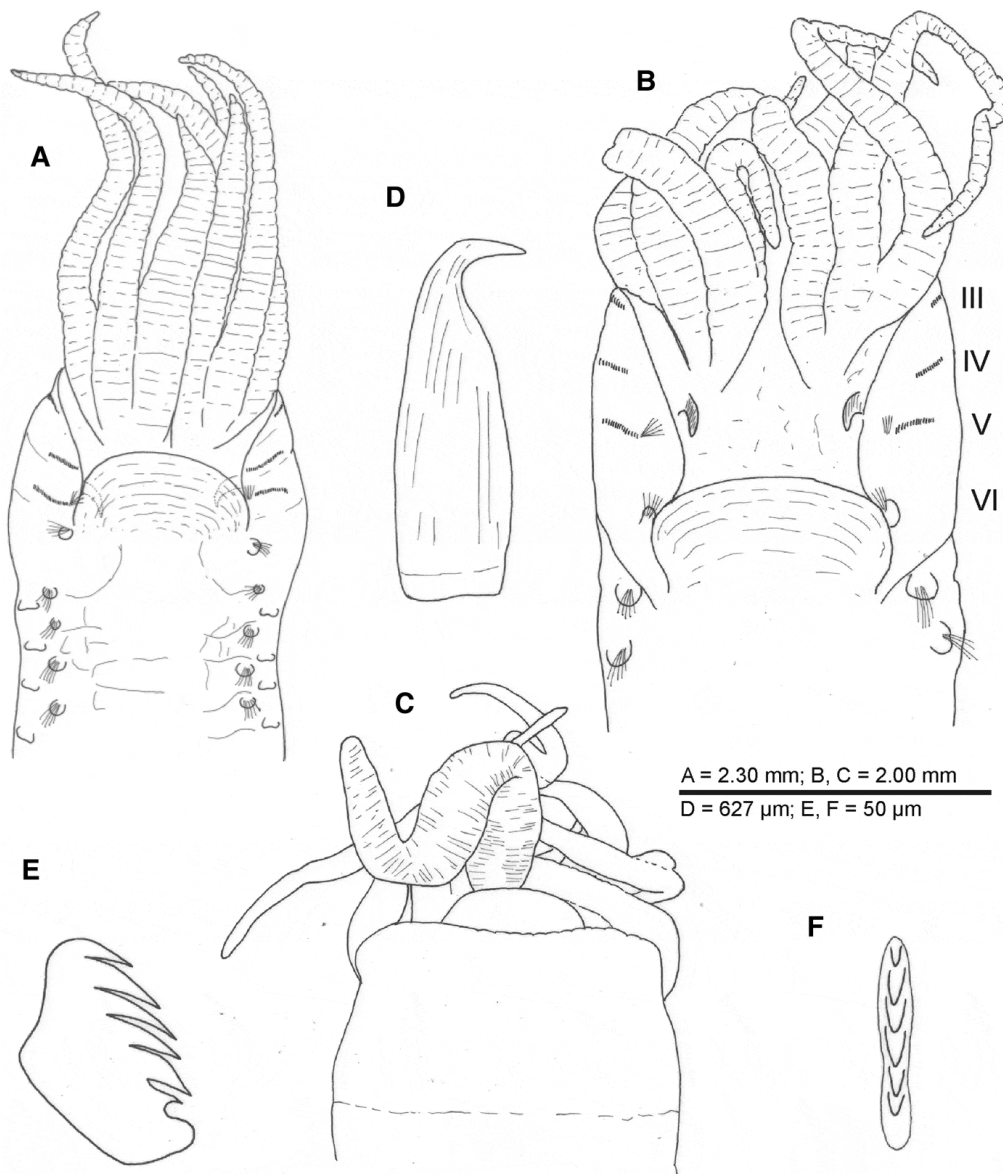 A
B
D
III
IV
V
VI
C
A = 2.30 mm; B, C = 2.00 mm
D = 627 µm; E, F = 50 µm
E
F